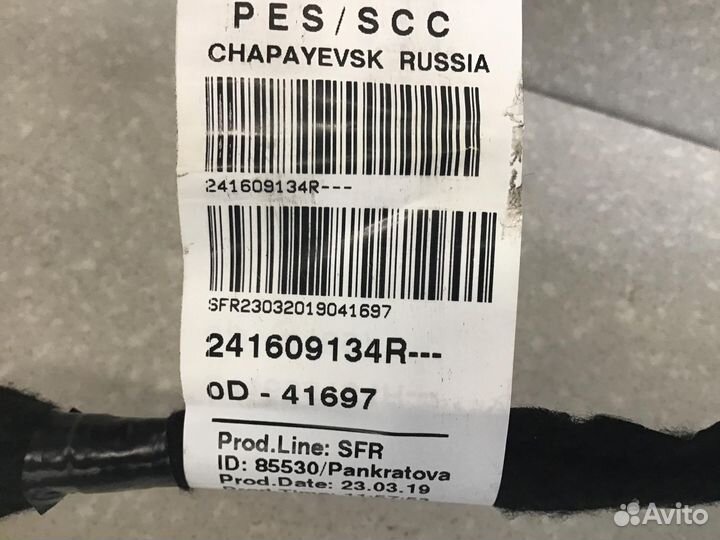 PES/SCC
CHAPAYEVSK RUSSIA
241609134R---
SFR23032019041697
241609134R---
0D - 41697
Prod.Line: SFR
ID: 85530/Pankratova
Prod.Date: 23.03.19
Avito